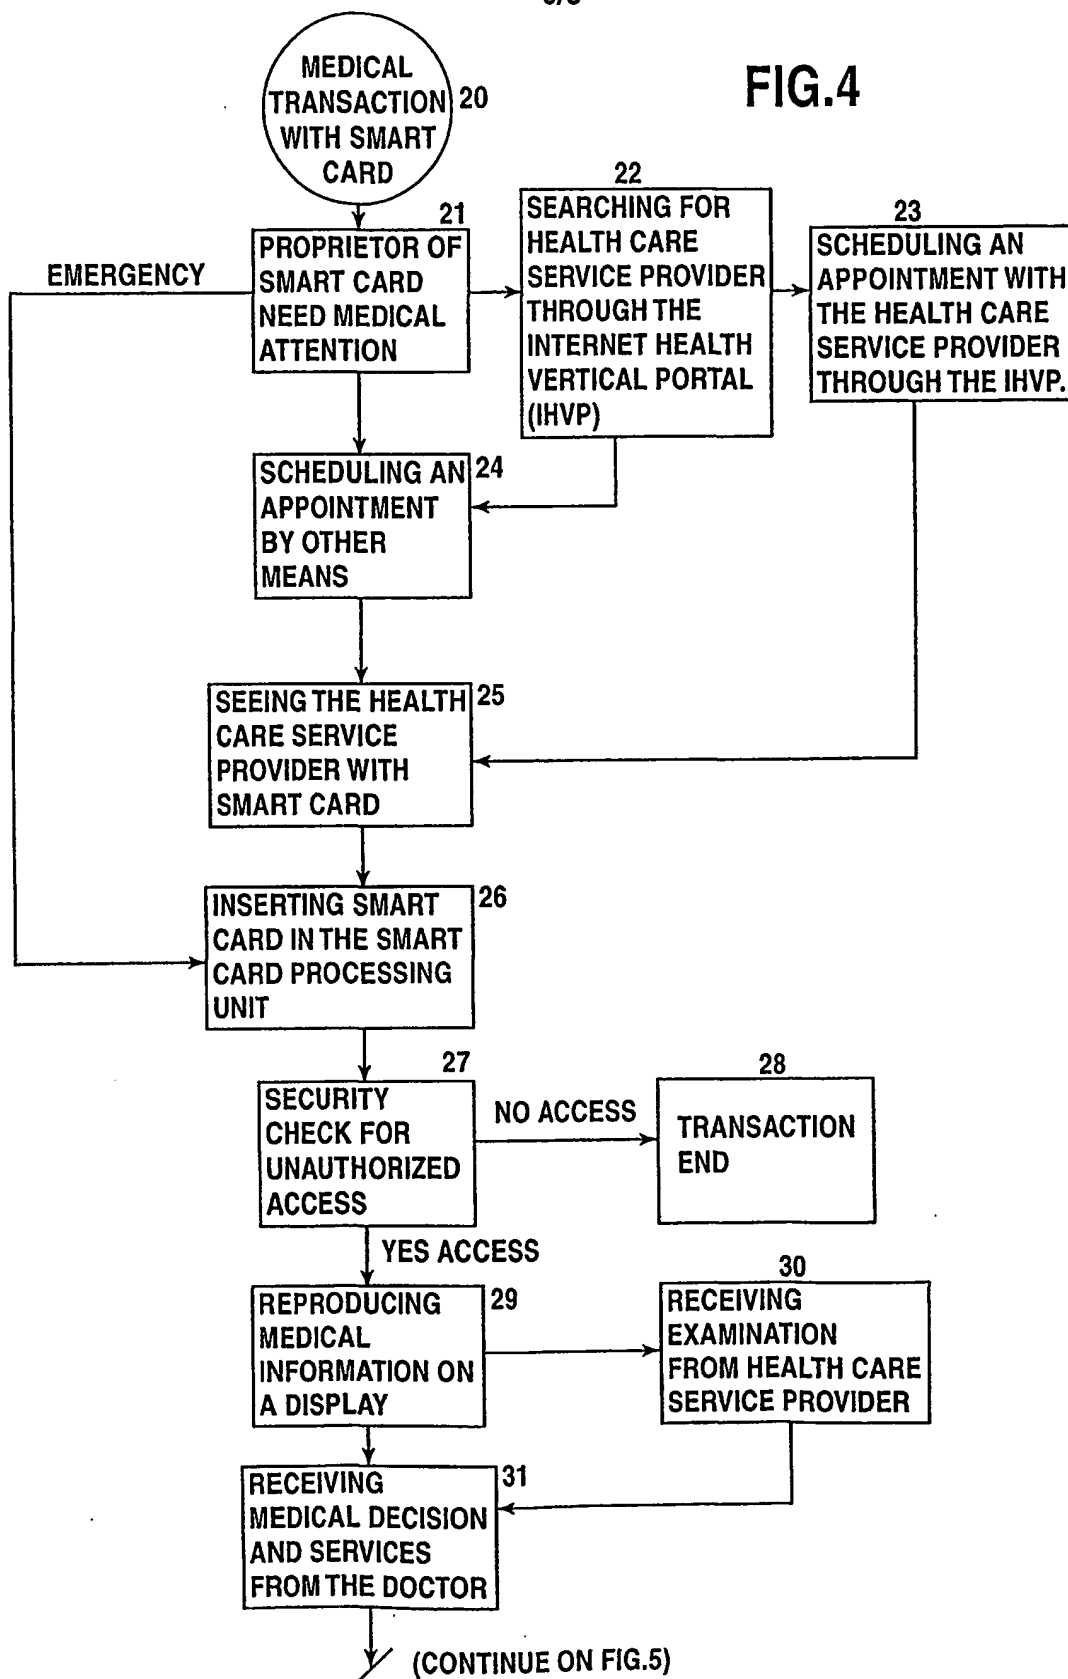 FIG.4
MEDICAL
TRANSACTION
WITH SMART
CARD
20
21
PROPRIETOR OF
SMART CARD
NEED MEDICAL
ATTENTION
EMERGENCY
22
SEARCHING FOR
HEALTH CARE
SERVICE PROVIDER
THROUGH THE
INTERNET HEALTH
VERTICAL PORTAL
(IHVP)
23
SCHEDULING AN
APPOINTMENT WITH
THE HEALTH CARE
SERVICE PROVIDER
THROUGH THE IHVP.
24
SCHEDULING AN
APPOINTMENT
BY OTHER
MEANS
25
SEEING THE HEALTH
CARE SERVICE
PROVIDER WITH
SMART CARD
26
INSERTING SMART
CARD IN THE SMART
CARD PROCESSING
UNIT
27
SECURITY
CHECK FOR
UNAUTHORIZED
ACCESS
NO ACCESS
28
TRANSACTION
END
YES ACCESS
29
REPRODUCING
MEDICAL
INFORMATION ON
A DISPLAY
30
RECEIVING
EXAMINATION
FROM HEALTH CARE
SERVICE PROVIDER
31
RECEIVING
MEDICAL DECISION
AND SERVICES
FROM THE DOCTOR
(CONTINUE ON FIG.5)